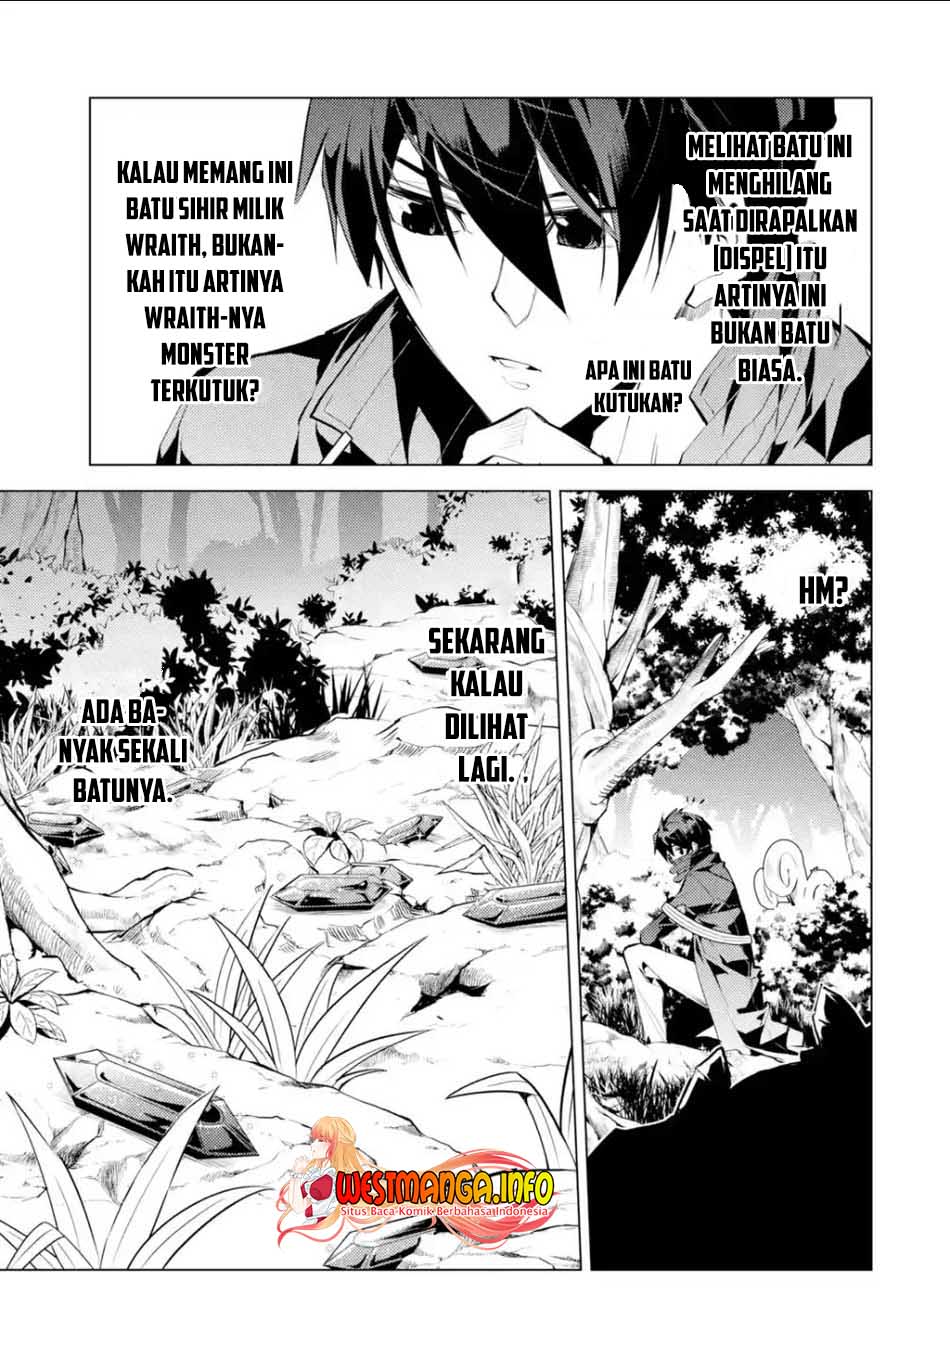 MELIHAT BATU INI
MENGHILANG
SAAT DIRAPALKAN
[DISPEL] ITU
ARTINYA INI
BUKAN BATU
BIASA.
APA INI BATU
KUTUKAN?
KALAU MEMANG INI
BATU SIHIR MILIK
WRAITH, BUKAN-
KAH ITU ARTINYA
WRAITH-NYA
MONSTER
TERKUTUK?
HM?
SEKARANG
KALAU
DILIHAT
LAGI.
ADA BA-
NYAK SEKALI
BATUNYA.
WESTMANGA.INFO
Situs Baca Komik Berbahasa Indonesia